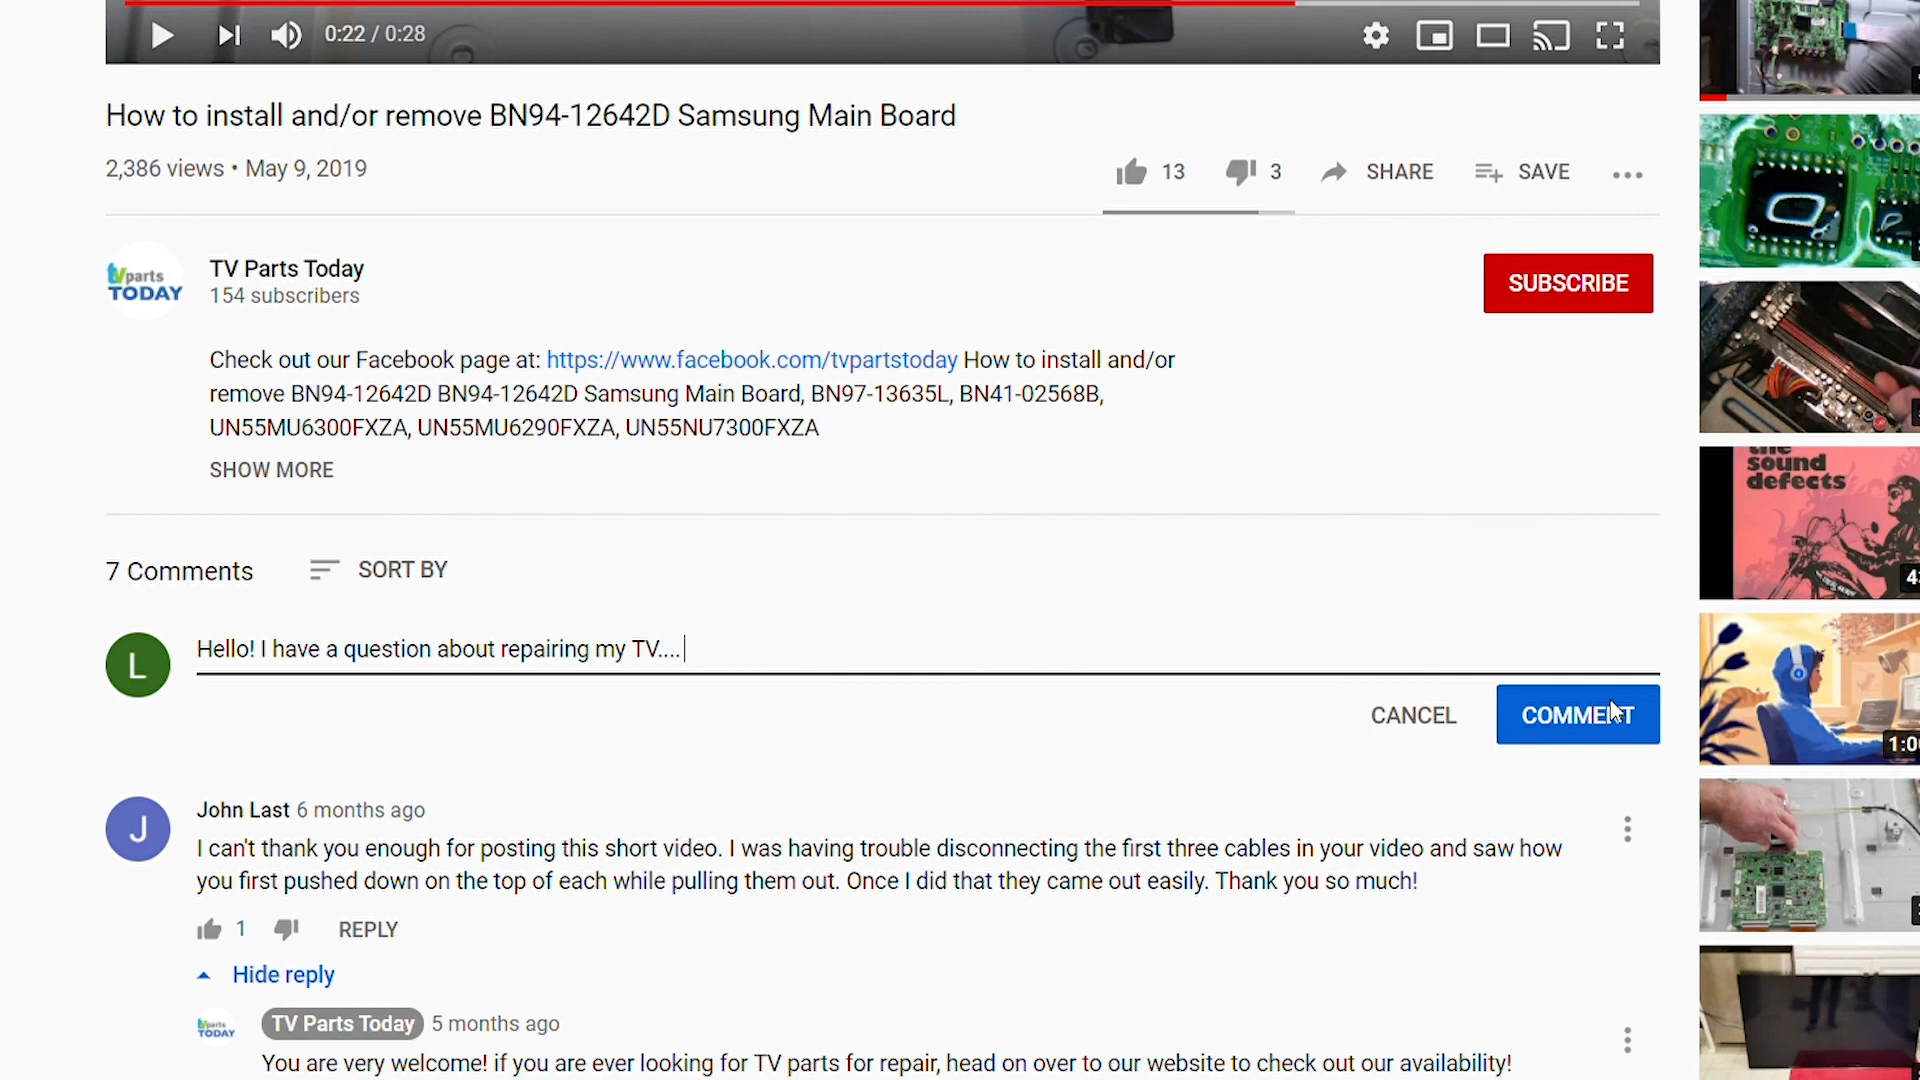 0:22 / 0:28
How to install and/or remove BN94-12642D Samsung Main Board
2,386 views • May 9, 2019
13
3
SHARE
SAVE
tvparts
TODAY
TV Parts Today
154 subscribers
SUBSCRIBE
Check out our Facebook page at: https://www.facebook.com/tvpartstoday How to install and/or
remove BN94-12642D BN94-12642D Samsung Main Board, BN97-13635L, BN41-02568B,
UN55MU6300FXZA, UN55MU6290FXZA, UN55NU7300FXZA
SHOW MORE
7 Comments
SORT BY
L
Hello! I have a question about repairing my TV....
CANCEL
COMMENT
J
John Last 6 months ago
I can't thank you enough for posting this short video. I was having trouble disconnecting the first three cables in your video and saw how
you first pushed down on the top of each while pulling them out. Once I did that they came out easily. Thank you so much!
1
REPLY
Hide reply
tvparts
TODAY
TV Parts Today 5 months ago
You are very welcome! if you are ever looking for TV parts for repair, head on over to our website to check out our availability!
the
sound
defects